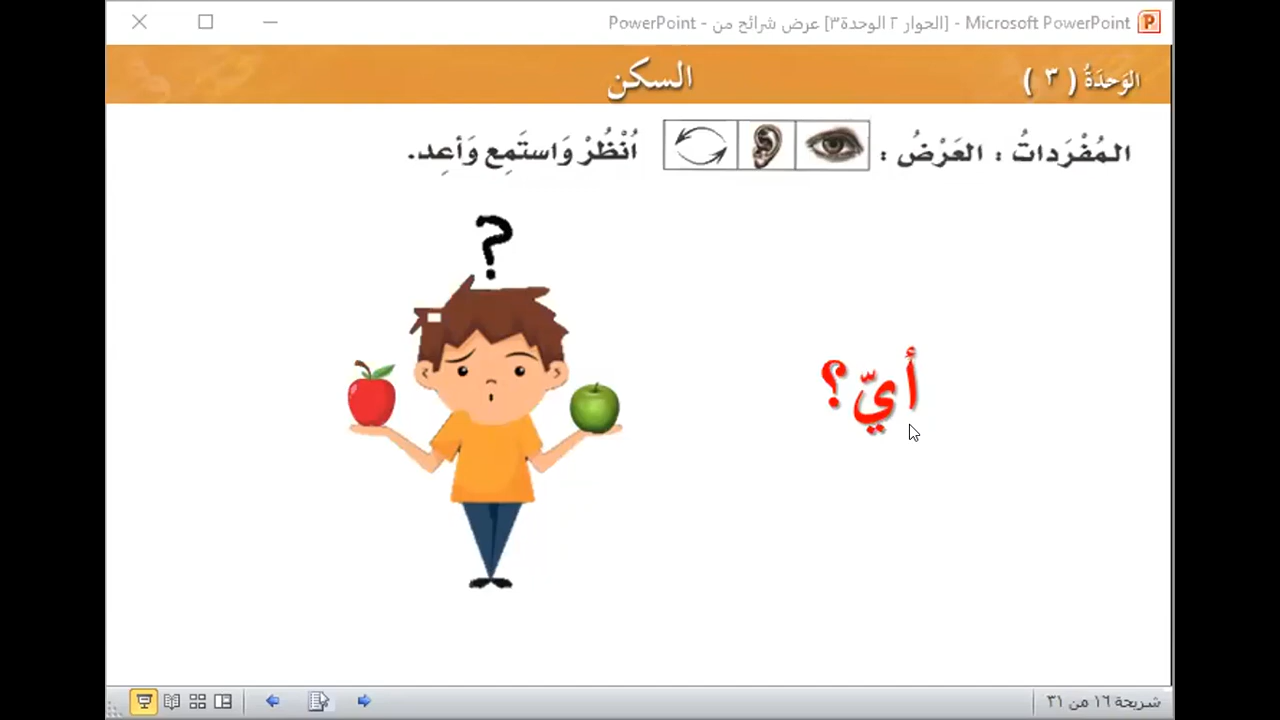 Microsoft PowerPoint - [الحوار ٢ الوحدة٣] عرض شرائح من - PowerPoint
الوَحدَةُ ( ٣ )
السكن
المُفْرَداتُ : العَرْضُ : اُنْظُرْ وَاستَمِع وَأعِد.
?
أيّ؟
شريحة ١٦ من ٣١